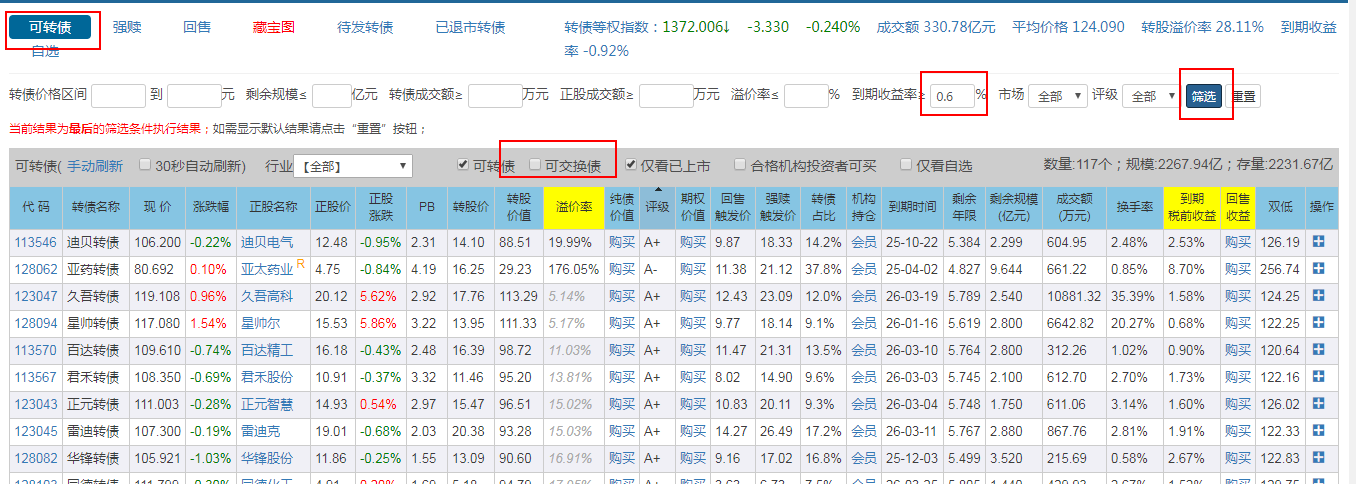 可转债 强赎 回售 藏宝图 待发转债 已退市转债 转债等权指数：1372.006↓ -3.330 -0.240% 成交额 330.78亿元 平均价格 124.090 转股溢价率 28.11% 到期收益
自选 率 -0.92%
转债价格区间 到 元 剩余规模≤ 亿元 转债成交额≥ 万元 正股成交额≥ 万元 溢价率≤ % 到期收益率≥ 0.6 % 市场 全部 评级 全部 筛选 重置
当前结果为最后的筛选条件执行结果；如需显示默认结果请点击“重置”按钮；
可转债( 手动刷新 30秒自动刷新) 行业 【全部】 可转债 可交换债 仅看已上市 合格机构投资者可买 仅看自选 数量:117个；规模:2267.94亿；存量:2231.67亿
代 码 转债名称 现 价 涨跌幅 正股名称 正股价 正股涨跌 PB 转股价 转股价值 溢价率 纯债价值 评级 期权价值 回售触发价 强赎触发价 转债占比 机构持仓 到期时间 剩余年限 剩余规模(亿元) 成交额(万元) 换手率 到期税前收益 回售收益 双低 操作
113546 迪贝转债 106.200 -0.22% 迪贝电气 12.48 -0.95% 2.31 14.10 88.51 19.99% 购买 A+ 购买 9.87 18.33 14.2% 会员 25-10-22 5.384 2.299 604.95 2.48% 2.53% 购买 126.19
128062 亚药转债 80.692 0.10% 亚太药业 R 4.75 -0.84% 4.19 16.25 29.23 176.05% 购买 A- 购买 11.38 21.12 37.8% 会员 25-04-02 4.827 9.644 661.22 0.85% 8.70% 购买 256.74
123047 久吾转债 119.108 0.96% 久吾高科 20.12 5.62% 2.92 17.76 113.29 5.14% 购买 A+ 购买 12.43 23.09 12.0% 会员 26-03-19 5.789 2.540 10881.32 35.39% 1.58% 购买 124.25
128094 星帅转债 117.080 1.54% 星帅尔 15.53 5.86% 3.22 13.95 111.33 5.17% 购买 A+ 购买 9.77 18.14 9.1% 会员 26-01-16 5.619 2.800 6642.82 20.27% 0.68% 购买 122.25
113570 百达转债 109.610 -0.74% 百达精工 16.18 -0.43% 2.48 16.39 98.72 11.03% 购买 A+ 购买 11.47 21.31 13.5% 会员 26-03-10 5.764 2.800 312.26 1.02% 0.90% 购买 120.64
113567 君禾转债 108.350 -0.69% 君禾股份 10.91 -0.37% 3.32 11.46 95.20 13.81% 购买 A+ 购买 8.02 14.90 9.6% 会员 26-03-03 5.745 2.100 612.70 2.70% 1.73% 购买 122.16
123043 正元转债 111.003 -0.28% 正元智慧 14.93 0.54% 2.97 15.47 96.51 15.02% 购买 A+ 购买 10.83 20.11 9.3% 会员 26-03-04 5.748 1.750 611.06 3.14% 1.60% 购买 126.02
123045 雷迪转债 107.300 -0.19% 雷迪克 19.01 -0.68% 2.03 20.38 93.28 15.03% 购买 A+ 购买 14.27 26.49 17.2% 会员 26-03-11 5.767 2.880 867.76 2.81% 1.91% 购买 122.33
128082 华锋转债 105.921 -1.03% 华锋股份 11.86 -0.25% 1.55 13.09 90.60 16.91% 购买 A+ 购买 9.16 17.02 16.8% 会员 25-12-03 5.499 3.520 215.69 0.58% 2.67% 购买 122.83